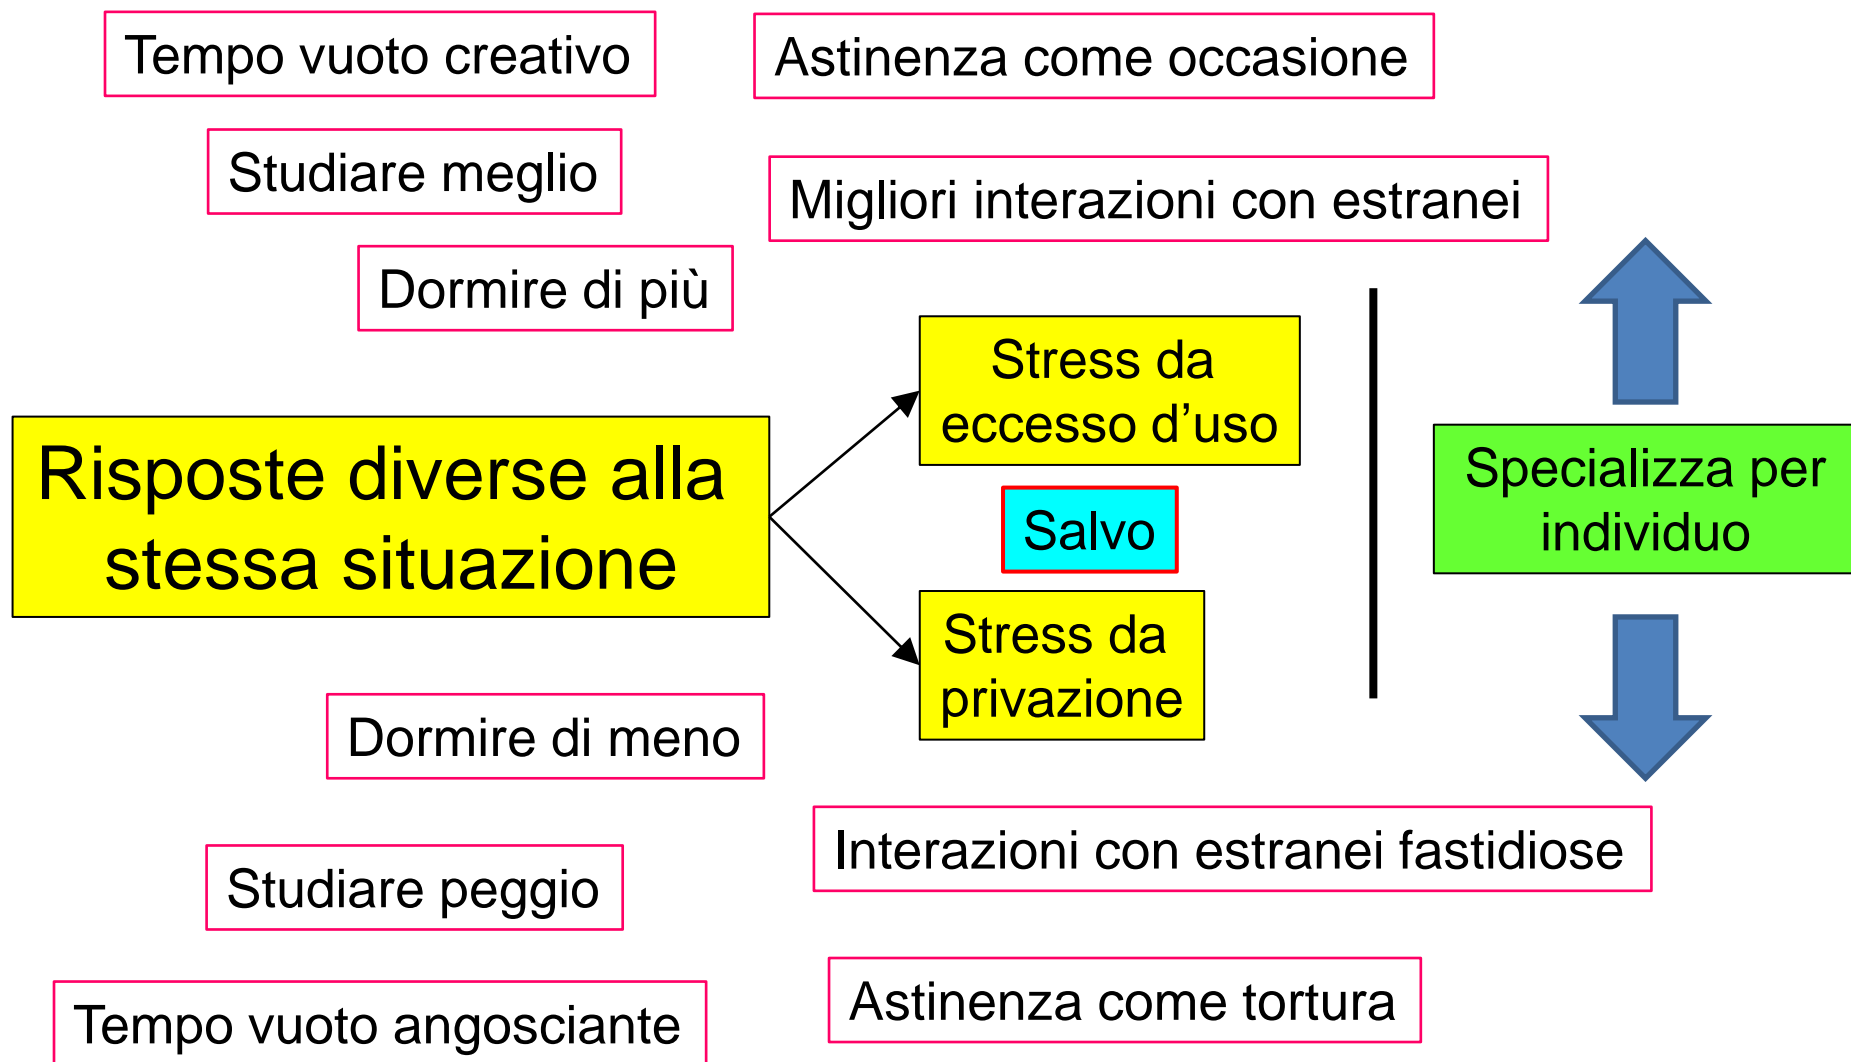 Tempo vuoto creativo
Astinenza come occasione
Studiare meglio
Migliori interazioni con estranei
Dormire di più
Stress da
eccesso d’uso
Risposte diverse alla
stessa situazione
Salvo
Specializza per
individuo
Stress da
privazione
Dormire di meno
Interazioni con estranei fastidiose
Studiare peggio
Astinenza come tortura
Tempo vuoto angosciante